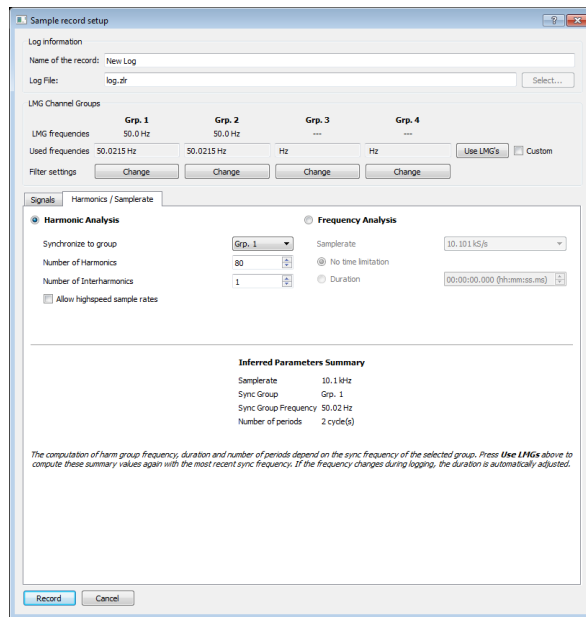 Sample record setup
Log information
Name of the record: New Log
Log File: log.zlr Select...
LMG Channel Groups
Grp. 1 Grp. 2 Grp. 3 Grp. 4
LMG frequencies 50.0 Hz 50.0 Hz --- ---
Used frequencies 50.0215 Hz 50.0215 Hz Hz Hz Use LMG's Custom
Filter settings Change Change Change Change
Signals Harmonics / Samplerate
Harmonic Analysis Frequency Analysis
Synchronize to group Grp. 1 Samplerate 10.101 kS/s
Number of Harmonics 80 No time limitation
Number of Interharmonics 1 Duration 00:00:00.000 (hh:mm:ss.ms)
Allow highspeed sample rates
Inferred Parameters Summary
Samplerate 10.1 kHz
Sync Group Grp. 1
Sync Group Frequency 50.02 Hz
Number of periods 2 cycle(s)
The computation of harm group frequency, duration and number of periods depend on the sync frequency of the selected group. Press Use LMGs above to
compute these summary values again with the most recent sync frequency. If the frequency changes during logging, the duration is automatically adjusted.
Record Cancel